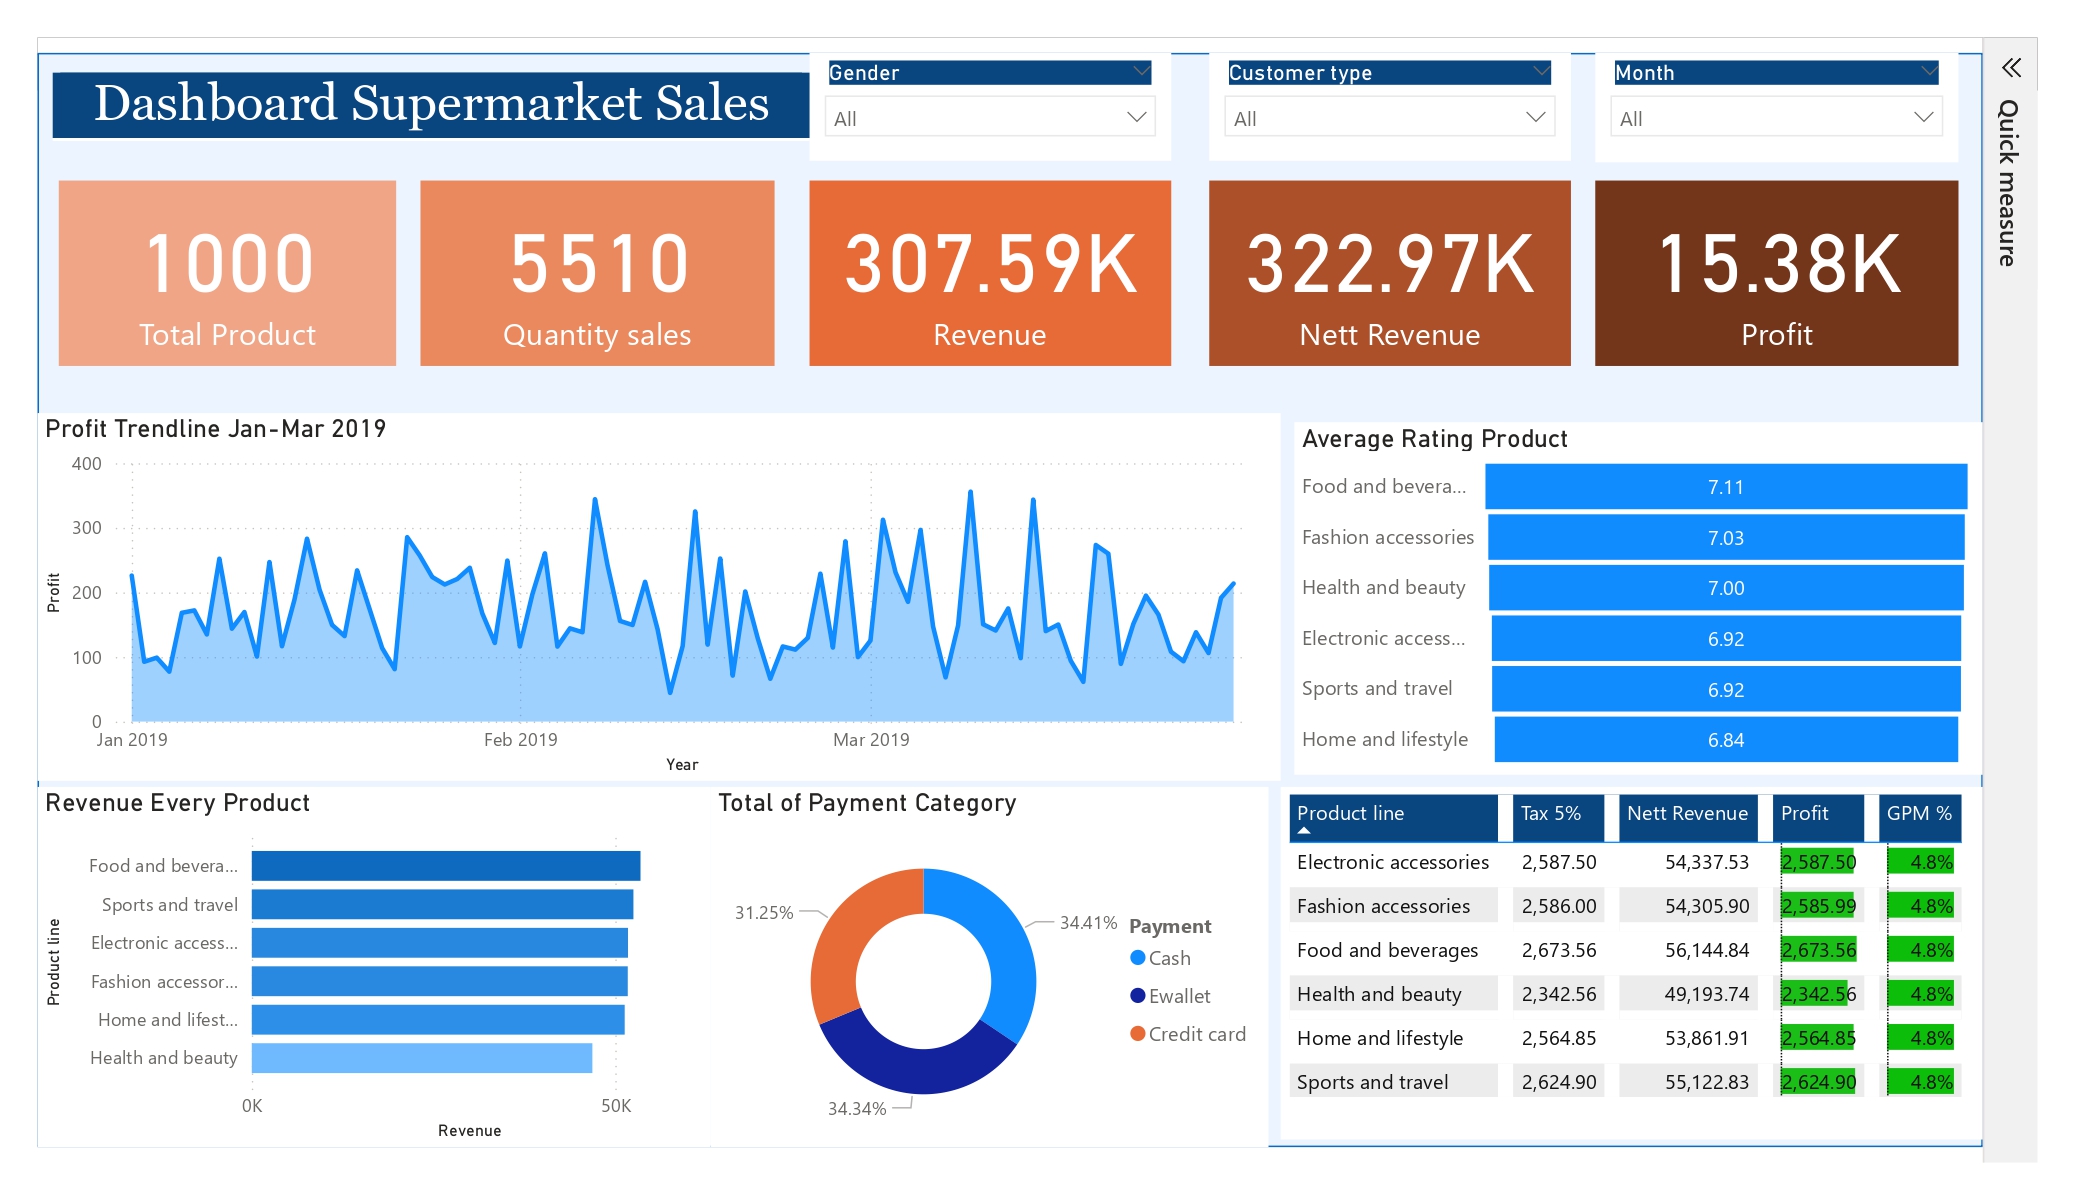 Dashboard Supermarket Sales
Gender
All
Customer type
All
Month
All
Quick measure
1000
Total Product
5510
Quantity sales
307.59K
Revenue
322.97K
Nett Revenue
15.38K
Profit
Profit Trendline Jan-Mar 2019
Profit
400
300
200
100
0
Jan 2019
Feb 2019
Mar 2019
Year
Average Rating Product
Food and bevera... 7.11
Fashion accessories 7.03
Health and beauty 7.00
Electronic access... 6.92
Sports and travel 6.92
Home and lifestyle 6.84
Revenue Every Product
Product line
Food and bevera...
Sports and travel
Electronic access...
Fashion accessor...
Home and lifest...
Health and beauty
0K 50K
Revenue
Total of Payment Category
31.25%
34.41%
34.34%
Payment
Cash
Ewallet
Credit card
Product line Tax 5% Nett Revenue Profit GPM %
Electronic accessories 2,587.50 54,337.53 2,587.50 4.8%
Fashion accessories 2,586.00 54,305.90 2,585.99 4.8%
Food and beverages 2,673.56 56,144.84 2,673.56 4.8%
Health and beauty 2,342.56 49,193.74 2,342.56 4.8%
Home and lifestyle 2,564.85 53,861.91 2,564.85 4.8%
Sports and travel 2,624.90 55,122.83 2,624.90 4.8%